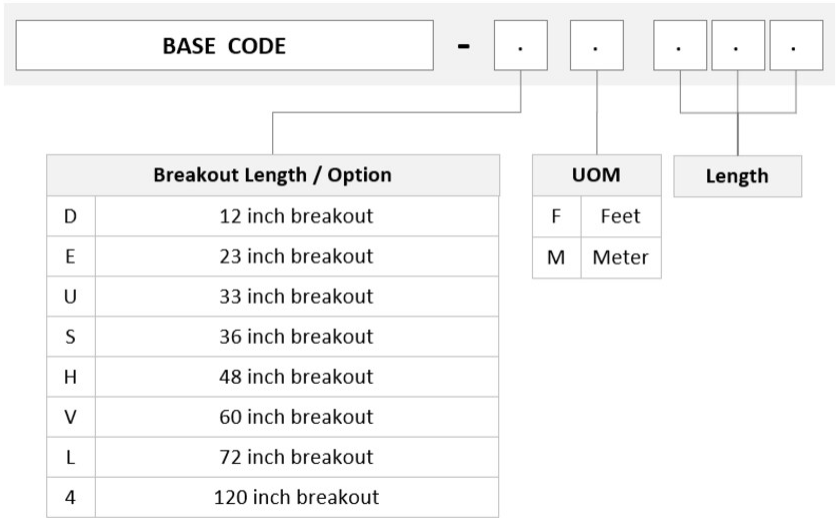 BASE CODE - . . . . .
Breakout Length / Option
D 12 inch breakout
E 23 inch breakout
U 33 inch breakout
S 36 inch breakout
H 48 inch breakout
V 60 inch breakout
L 72 inch breakout
4 120 inch breakout
UOM
F Feet
M Meter
Length